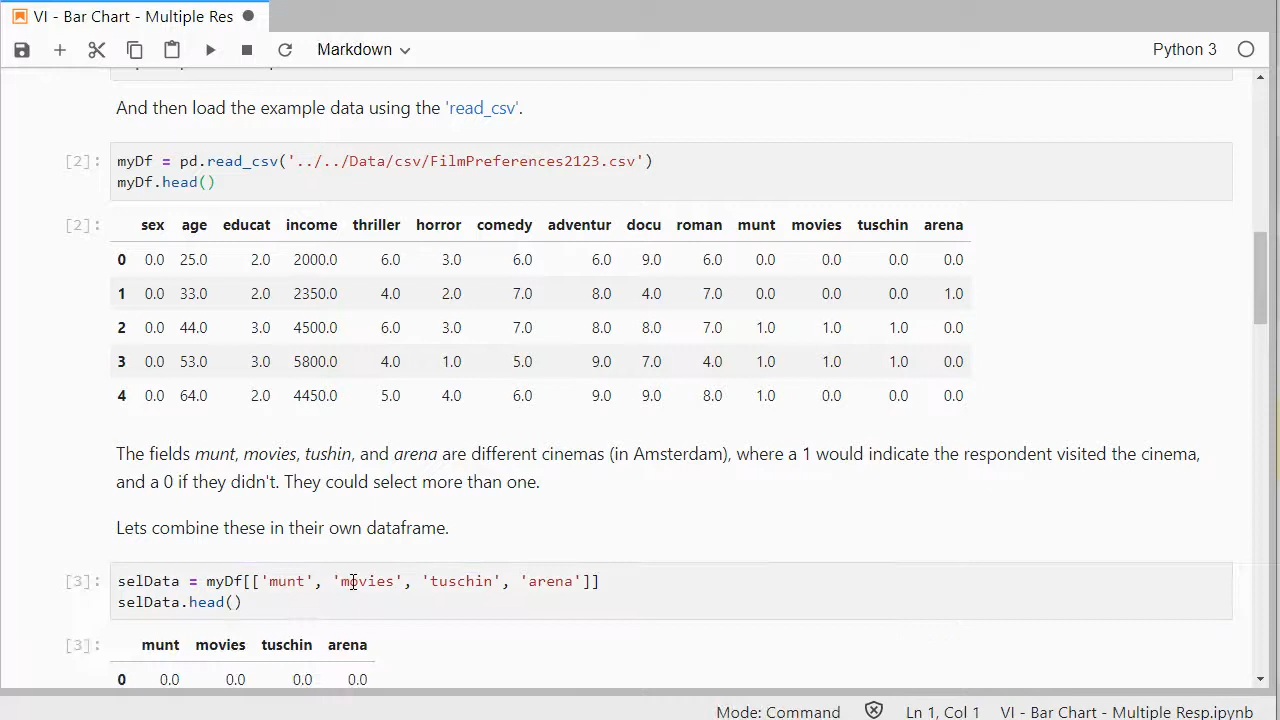 VI - Bar Chart - Multiple Res
Markdown
Python 3
And then load the example data using the 'read_csv'.
[2]: myDf = pd.read_csv('../../Data/csv/FilmPreferences2123.csv')
myDf.head()
[2]: sex age educat income thriller horror comedy adventur docu roman munt movies tuschin arena
0 0.0 25.0 2.0 2000.0 6.0 3.0 6.0 6.0 9.0 6.0 0.0 0.0 0.0 0.0
1 0.0 33.0 2.0 2350.0 4.0 2.0 7.0 8.0 4.0 7.0 0.0 0.0 0.0 1.0
2 0.0 44.0 3.0 4500.0 6.0 3.0 7.0 8.0 8.0 7.0 1.0 1.0 1.0 0.0
3 0.0 53.0 3.0 5800.0 4.0 1.0 5.0 9.0 7.0 4.0 1.0 1.0 1.0 0.0
4 0.0 64.0 2.0 4450.0 5.0 4.0 6.0 9.0 9.0 8.0 1.0 0.0 0.0 0.0
The fields munt, movies, tushin, and arena are different cinemas (in Amsterdam), where a 1 would indicate the respondent visited the cinema,
and a 0 if they didn't. They could select more than one.
Lets combine these in their own dataframe.
[3]: selData = myDf[['munt', 'movies', 'tuschin', 'arena']]
selData.head()
[3]: munt movies tuschin arena
0 0.0 0.0 0.0 0.0
Mode: Command Ln 1, Col 1 VI - Bar Chart - Multiple Resp.ipynb